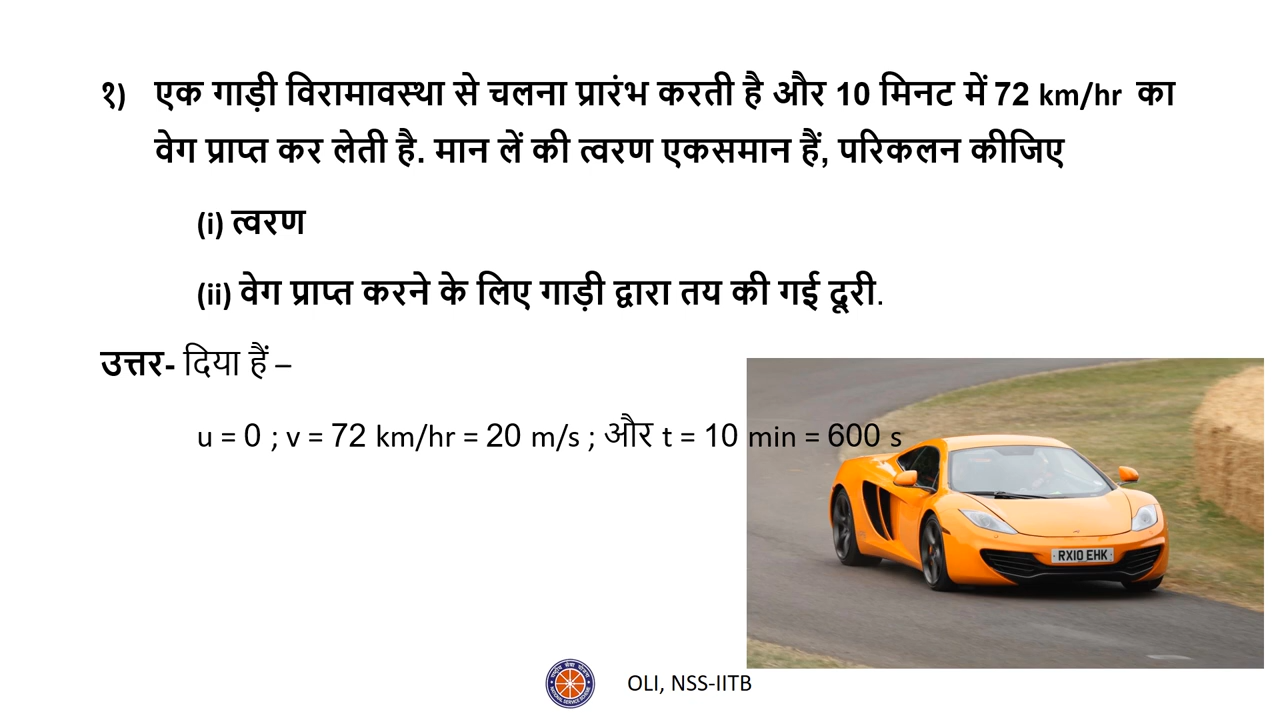 १) एक गाड़ी विरामावस्था से चलना प्रारंभ करती है और 10 मिनट में 72 km/hr का
वेग प्राप्त कर लेती है. मान लें की त्वरण एकसमान हैं, परिकलन कीजिए
(i) त्वरण
(ii) वेग प्राप्त करने के लिए गाड़ी द्वारा तय की गई दूरी.
उत्तर- दिया हैं –
u = 0 ; v = 72 km/hr = 20 m/s ; और t = 10 min = 600 s
RX10 EHK
OLI, NSS-IITB